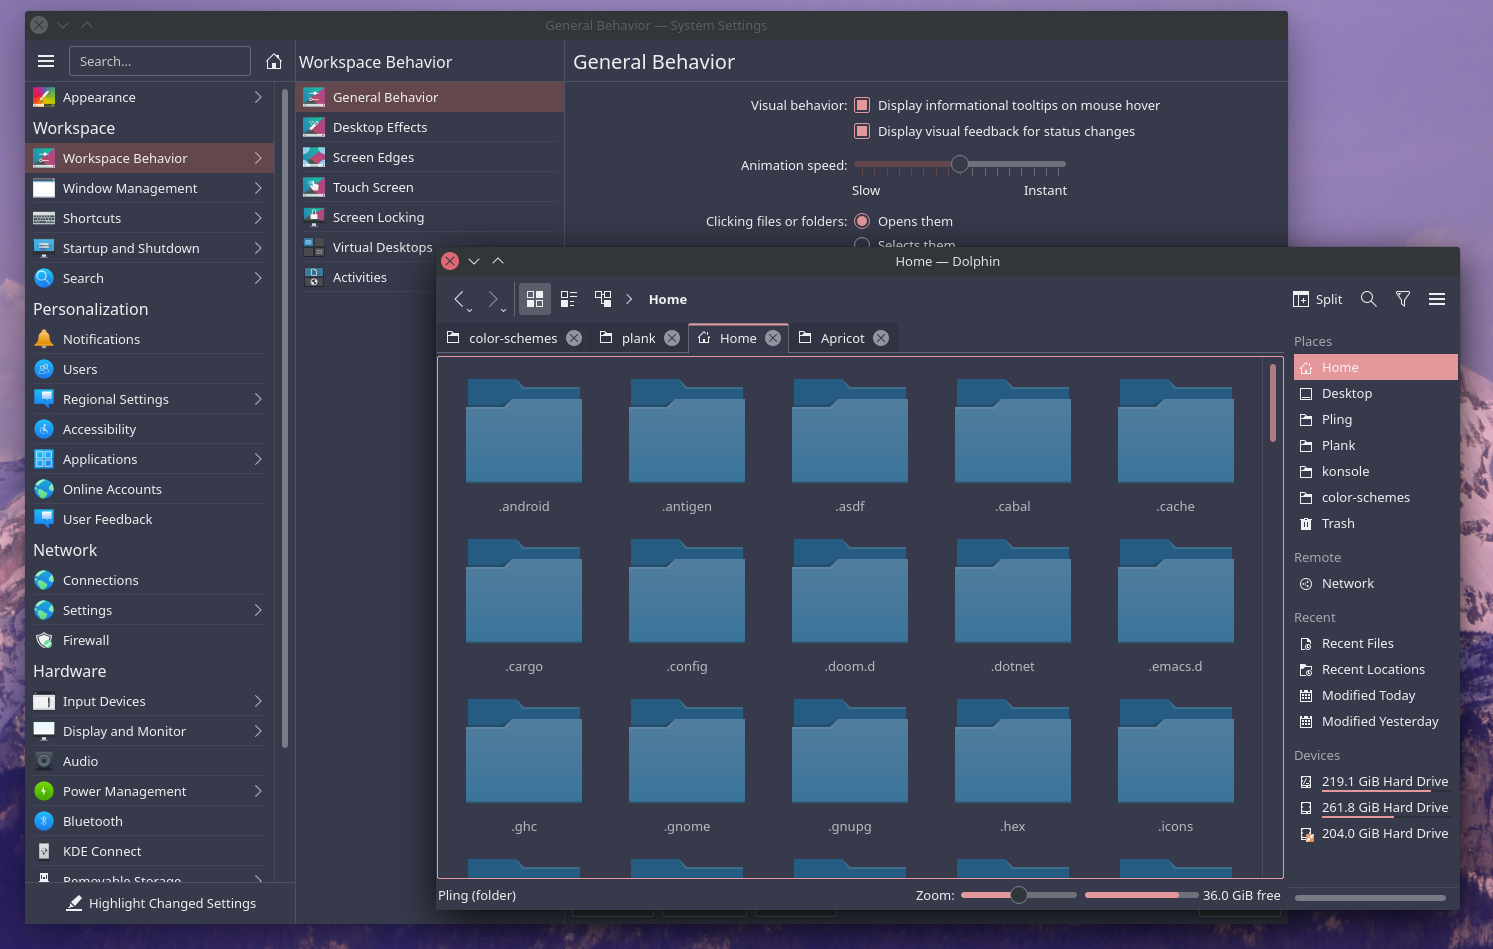 General Behavior — System Settings
Search...
Appearance
Workspace
Workspace Behavior
Window Management
Shortcuts
Startup and Shutdown
Search
Personalization
Notifications
Users
Regional Settings
Accessibility
Applications
Online Accounts
User Feedback
Network
Connections
Settings
Firewall
Hardware
Input Devices
Display and Monitor
Audio
Power Management
Bluetooth
KDE Connect
Removable Storage
Highlight Changed Settings
Workspace Behavior
General Behavior
Desktop Effects
Screen Edges
Touch Screen
Screen Locking
Virtual Desktops
Activities
General Behavior
Visual behavior: Display informational tooltips on mouse hover
Display visual feedback for status changes
Animation speed:
Slow Instant
Clicking files or folders: Opens them
Selects them
Home — Dolphin
Home
Split
color-schemes plank Home Apricot
.android .antigen .asdf .cabal .cache
.cargo .config .doom.d .dotnet .emacs.d
.ghc .gnome .gnupg .hex .icons
Pling (folder) Zoom: 36.0 GiB free
Places
Home
Desktop
Pling
Plank
konsole
color-schemes
Trash
Remote
Network
Recent
Recent Files
Recent Locations
Modified Today
Modified Yesterday
Devices
219.1 GiB Hard Drive
261.8 GiB Hard Drive
204.0 GiB Hard Drive